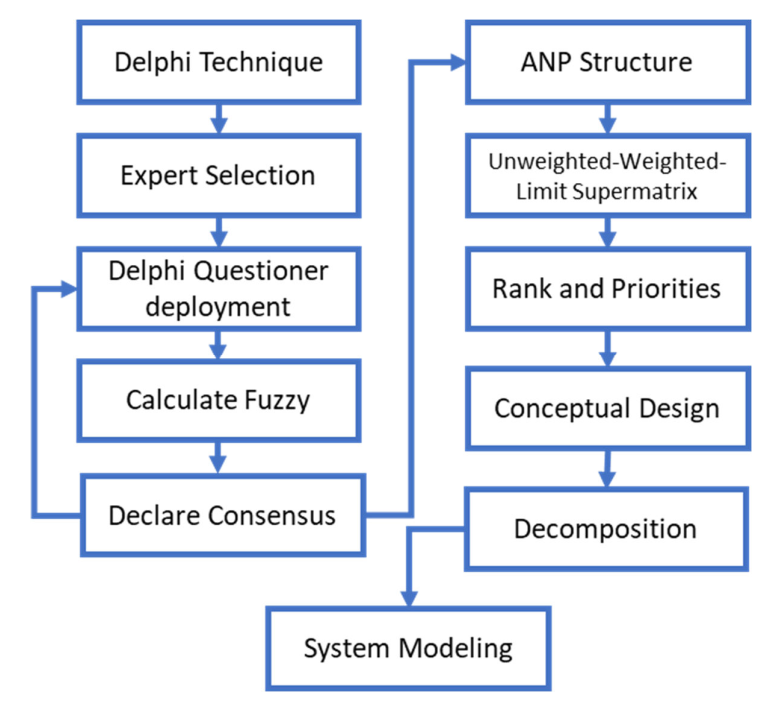 Delphi Technique
Expert Selection
Delphi Questioner
deployment
Calculate Fuzzy
Declare Consensus
ANP Structure
Unweighted-Weighted-
Limit Supermatrix
Rank and Priorities
Conceptual Design
Decomposition
System Modeling